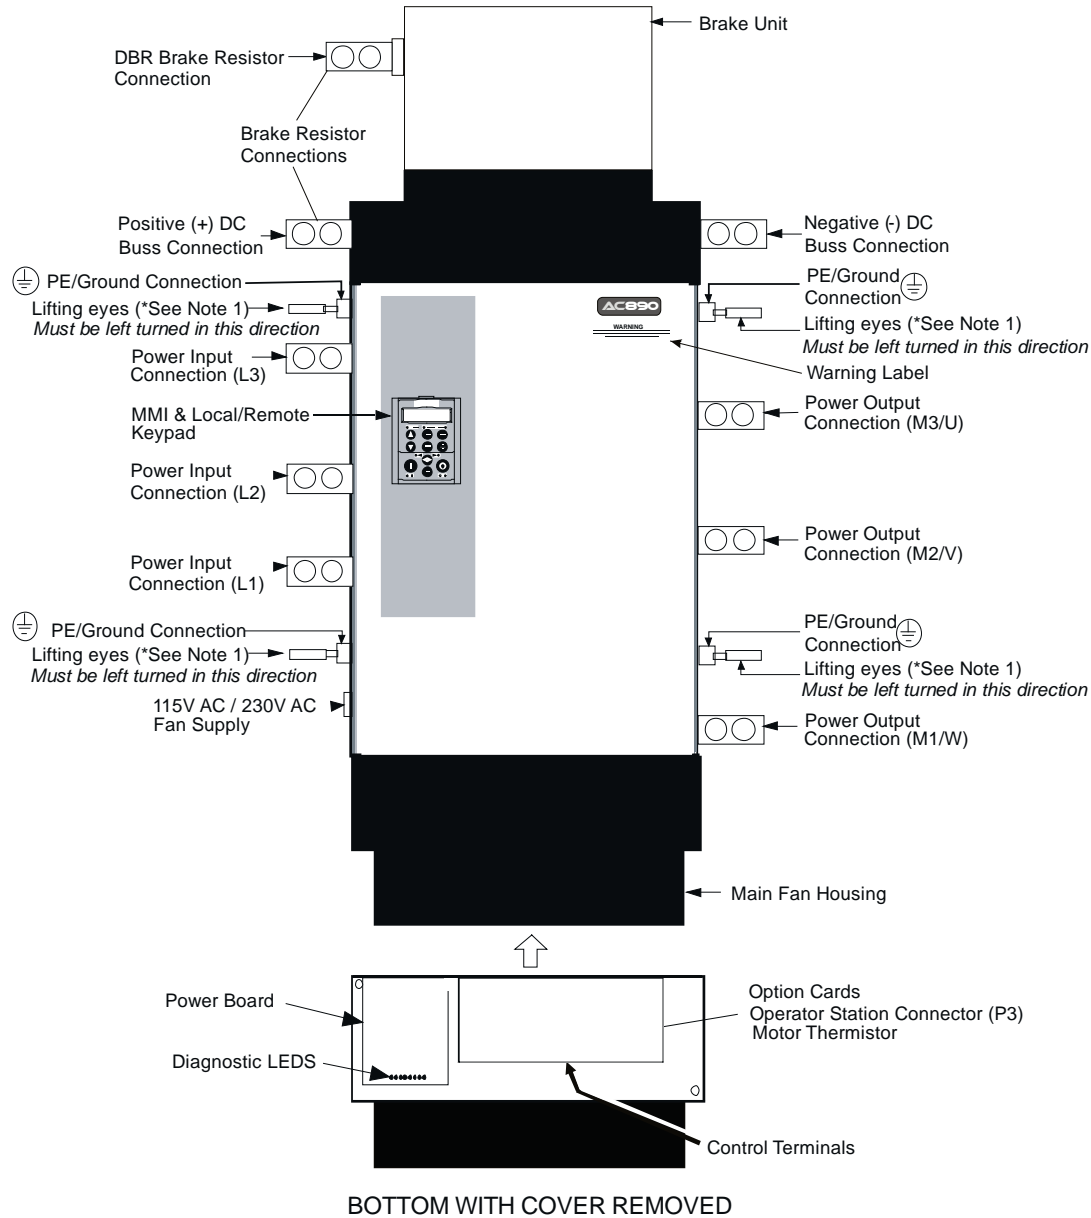 Brake Unit
DBR Brake Resistor
Connection
Brake Resistor
Connections
Positive (+) DC
Buss Connection
Negative (-) DC
Buss Connection
PE/Ground Connection
Lifting eyes (*See Note 1)
Must be left turned in this direction
PE/Ground
Connection
Lifting eyes (*See Note 1)
Must be left turned in this direction
AC890
WARNING
Warning Label
Power Input
Connection (L3)
MMI & Local/Remote
Keypad
Power Output
Connection (M3/U)
Power Input
Connection (L2)
Power Output
Connection (M2/V)
Power Input
Connection (L1)
PE/Ground Connection
Lifting eyes (*See Note 1)
Must be left turned in this direction
PE/Ground
Connection
Lifting eyes (*See Note 1)
Must be left turned in this direction
115V AC / 230V AC
Fan Supply
Power Output
Connection (M1/W)
Main Fan Housing
Power Board
Diagnostic LEDS
Option Cards
Operator Station Connector (P3)
Motor Thermistor
Control Terminals
BOTTOM WITH COVER REMOVED